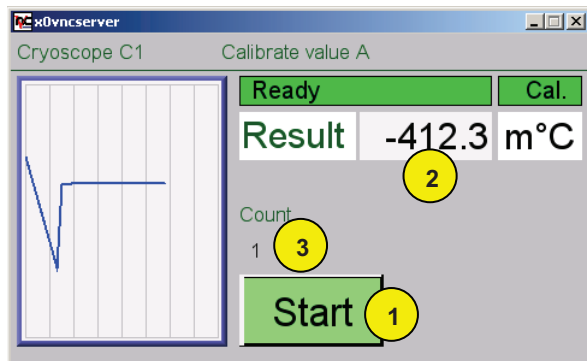 x0vncserver
Cryoscope C1 Calibrate value A
Ready Cal.
Result -412.3 m°C
2
Count
1 3
Start 1